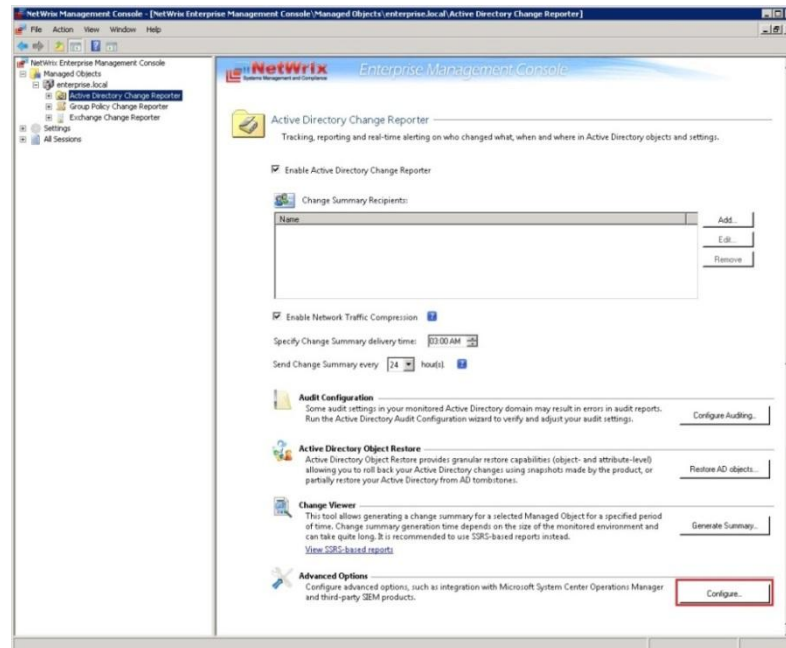 NetWrix Management Console - [NetWrix Enterprise Management Console\Managed Objects\enterprise.local\Active Directory Change Reporter]
File Action View Window Help
NetWrix Enterprise Management Console
Managed Objects
enterprise.local
Active Directory Change Reporter
Group Policy Change Reporter
Exchange Change Reporter
Settings
All Sessions
NetWrix
Systems Management and Compliance
Enterprise Management Console
Active Directory Change Reporter
Tracking, reporting and real-time alerting on who changed what, when and where in Active Directory objects and settings.
Enable Active Directory Change Reporter
Change Summary Recipients:
Name
Add...
Edit...
Remove
Enable Network Traffic Compression
Specify Change Summary delivery time: 03:00 AM
Send Change Summary every 24 hour(s).
Audit Configuration
Some audit settings in your monitored Active Directory domain may result in errors in audit reports.
Run the Active Directory Audit Configuration wizard to verify and adjust your audit settings.
Configure Auditing...
Active Directory Object Restore
Active Directory Object Restore provides granular restore capabilities (object- and attribute-level)
allowing you to roll back your Active Directory changes using snapshots made by the product, or
partially restore your Active Directory from AD tombstones.
Restore AD objects...
Change Viewer
This tool allows generating a change summary for a selected Managed Object for a specified period
of time. Change summary generation time depends on the size of the monitored environment and
can take quite long. It is recommended to use SSRS-based reports instead.
Generate Summary...
View SSRS-based reports
Advanced Options
Configure advanced options, such as integration with Microsoft System Center Operations Manager
and third-party SIEM products.
Configure...